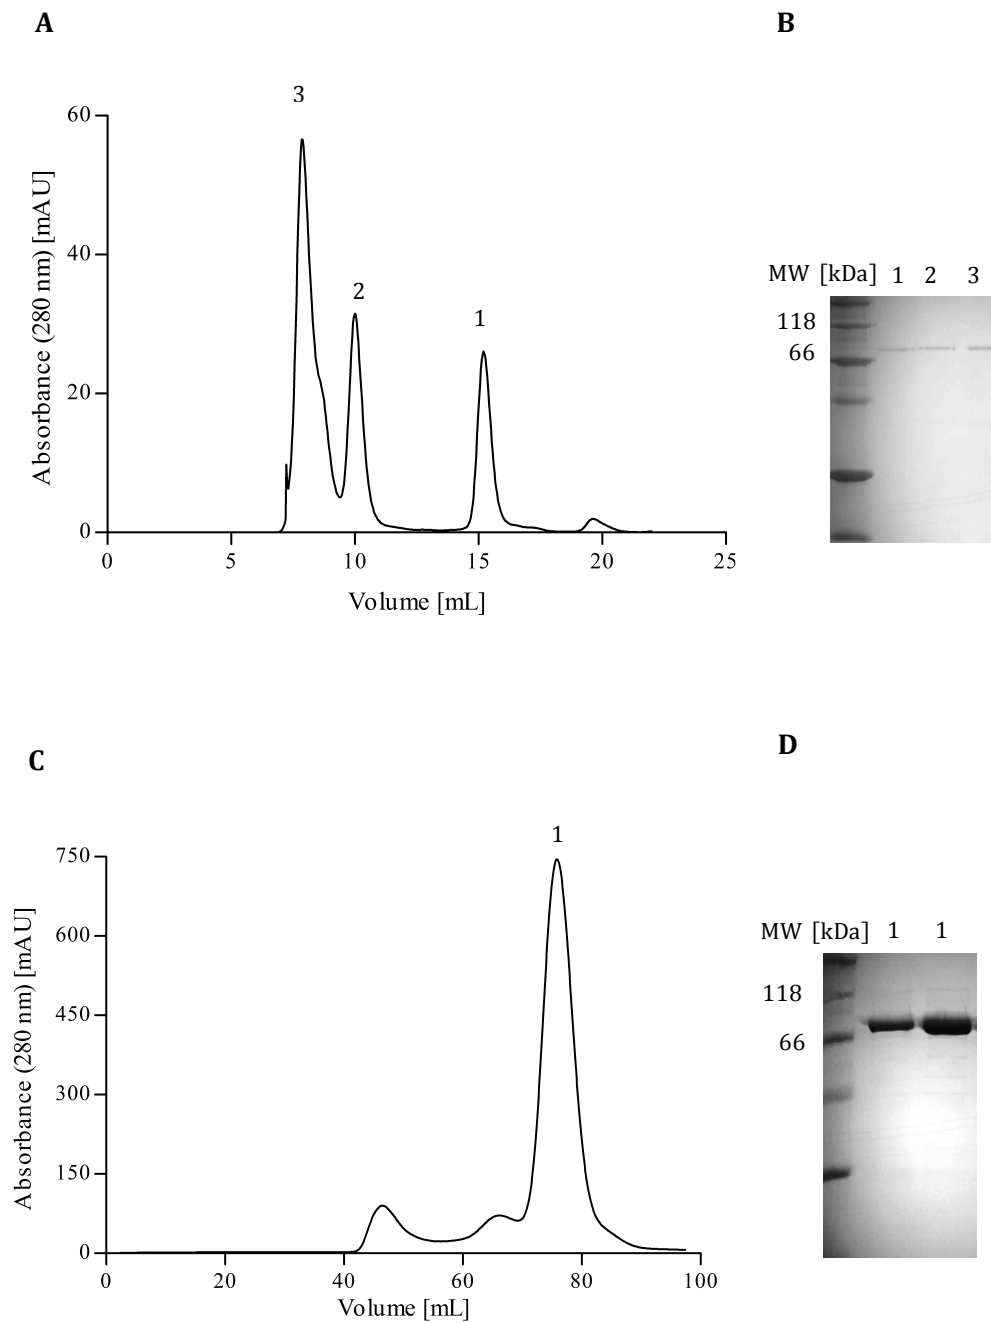 A
B
3
60
Absorbance (280 nm) [mAU]
2
1
40
20
0
0 5 10 15 20 25
Volume [mL]
MW [kDa] 1 2 3
118
66
C
D
1
750
600
450
300
150
0
Absorbance (280 nm) [mAU]
0 20 40 60 80 100
Volume [mL]
MW [kDa] 1 1
118
66